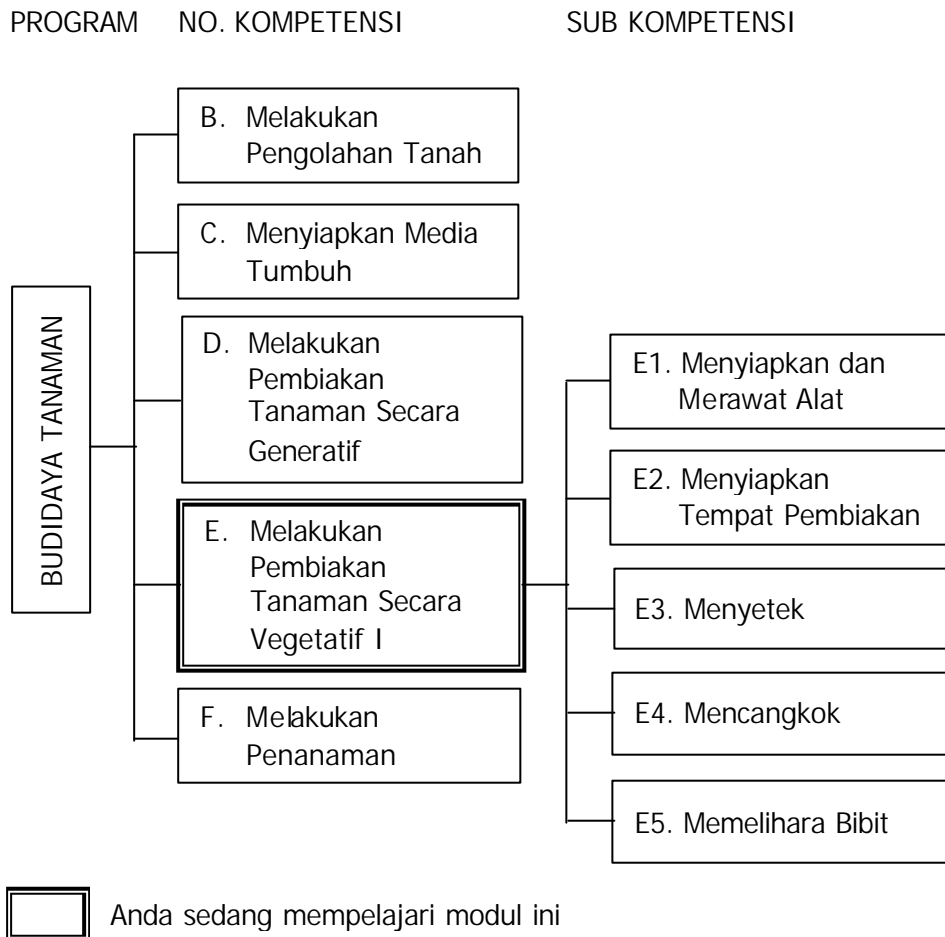 PROGRAM NO. KOMPETENSI SUB KOMPETENSI
BUDIDAYA TANAMAN
B. Melakukan
Pengolahan Tanah
C. Menyiapkan Media
Tumbuh
D. Melakukan
Pembiakan
Tanaman Secara
Generatif
E. Melakukan
Pembiakan
Tanaman Secara
Vegetatif I
F. Melakukan
Penanaman
E1. Menyiapkan dan
Merawat Alat
E2. Menyiapkan
Tempat Pembiakan
E3. Menyetek
E4. Mencangkok
E5. Memelihara Bibit
Anda sedang mempelajari modul ini